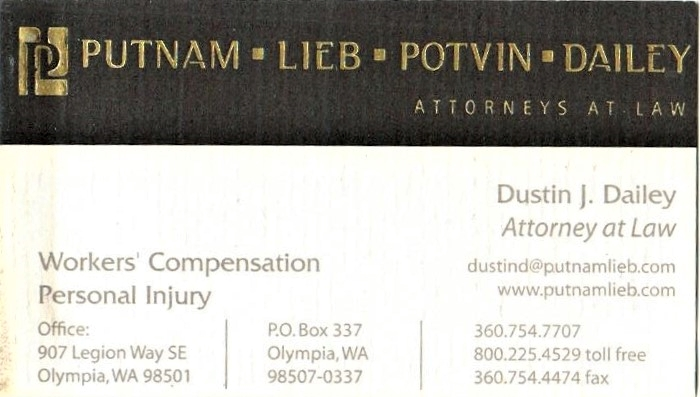 PUTNAM ▪ LIEB ▪ POTVIN ▪ DAILEY
ATTORNEYS AT LAW
Dustin J. Dailey
Attorney at Law
dustind@putnamlieb.com
www.putnamlieb.com
Workers' Compensation
Personal Injury
Office:
907 Legion Way SE
Olympia, WA 98501
P.O. Box 337
Olympia, WA
98507-0337
360.754.7707
800.225.4529 toll free
360.754.4474 fax